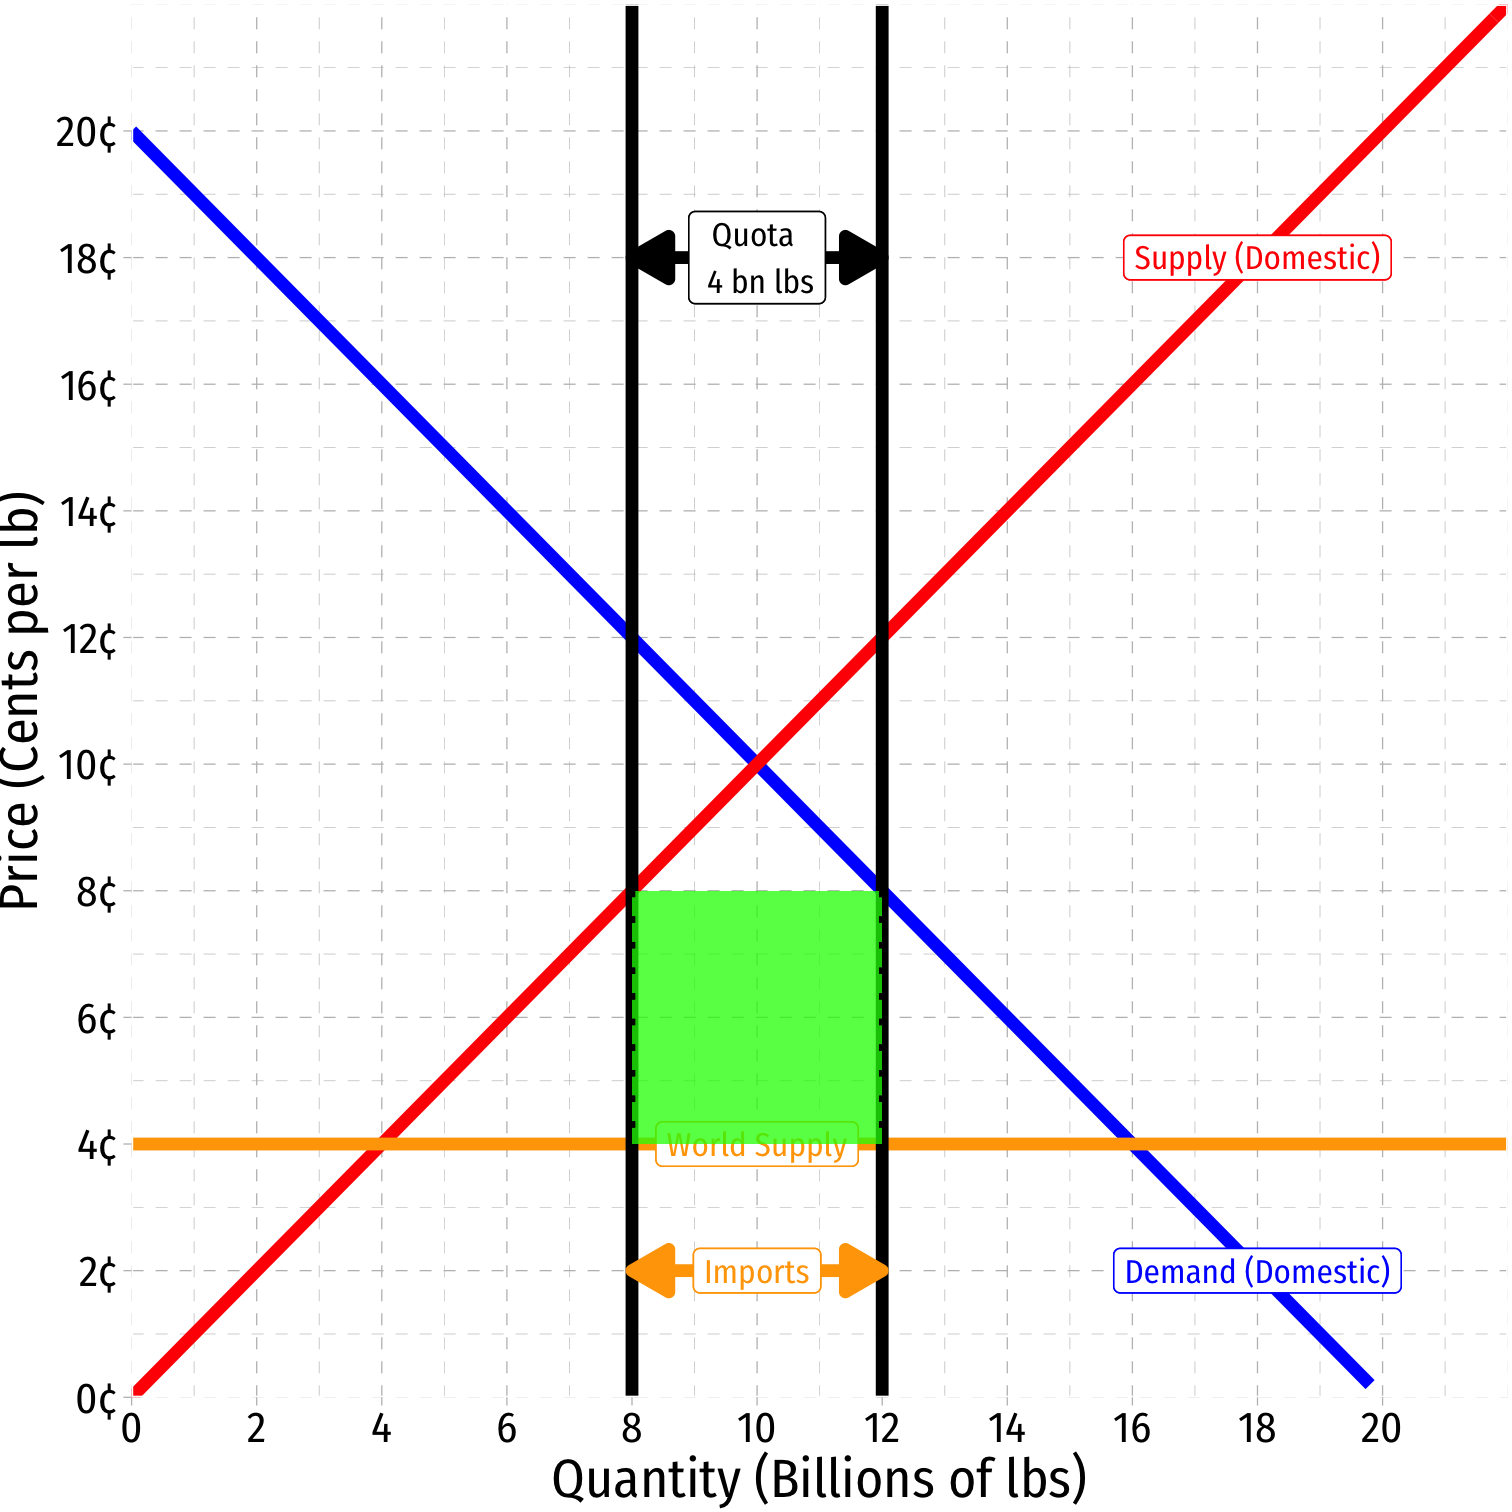 20¢
18¢
16¢
14¢
12¢
10¢
8¢
6¢
4¢
2¢
0¢
Price (Cents per lb)
Quota
4 bn lbs
Supply (Domestic)
World Supply
Imports
Demand (Domestic)
0 2 4 6 8 10 12 14 16 18 20
Quantity (Billions of lbs)